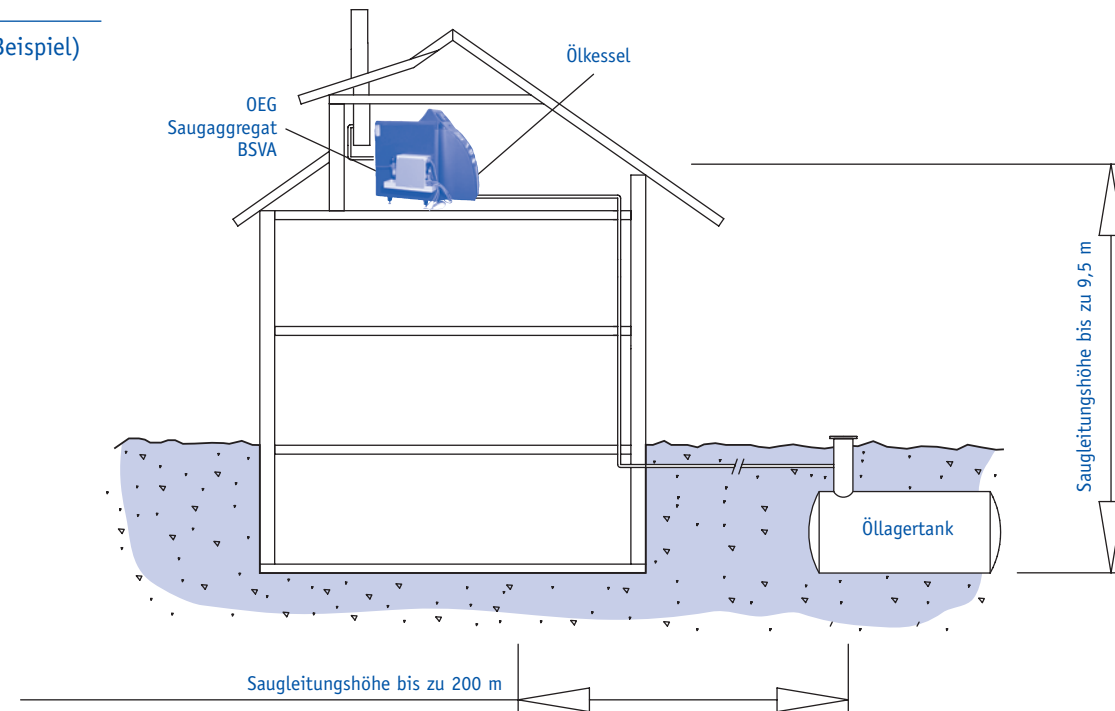 Beispiel)
Ölkessel
OEG
Saugaggregat
BSVA
Saugleitungshöhe bis zu 9,5 m
Öllagertank
Saugleitungshöhe bis zu 200 m